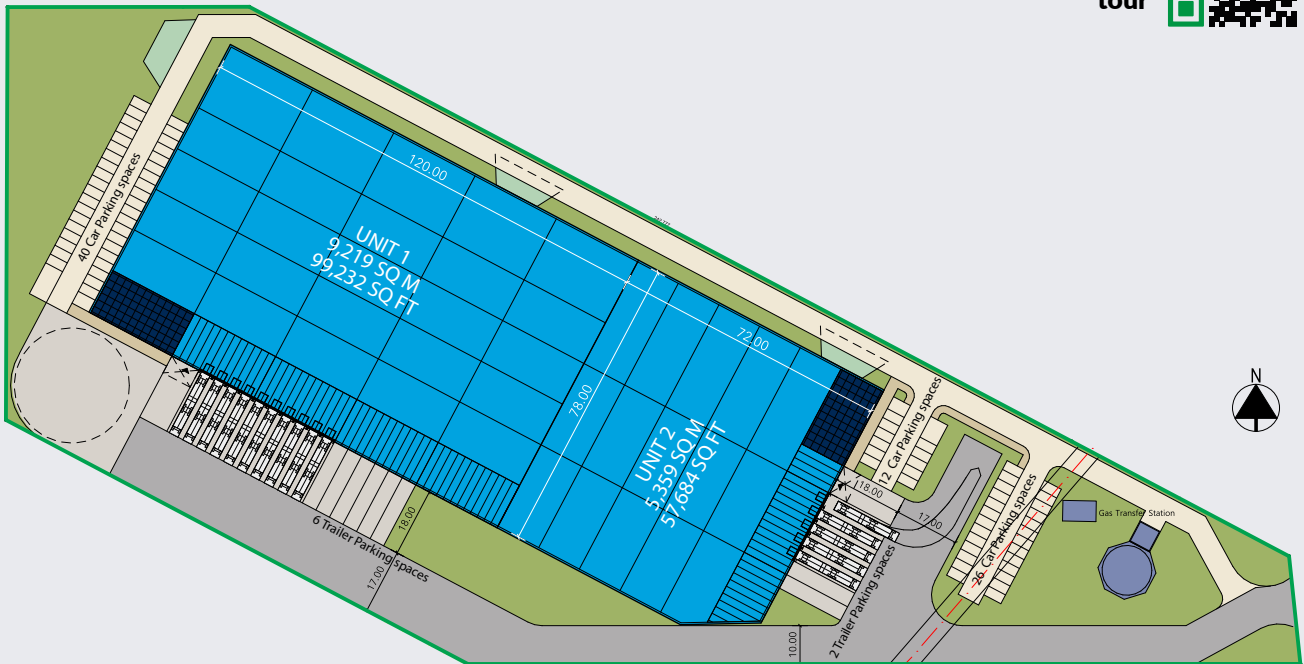 tour
120.00
40 Car Parking spaces
UNIT 1
9,219 SQ M
99,232 SQ FT
72.00
78.00
N
UNIT 2
5,359 SQ M
57,684 SQ FT
12 Car Parking spaces
18.00
17.00
26 Car Parking spaces
Gas Transfer Station
6 Trailer Parking spaces
18.00
17.00
2 Trailer Parking spaces
10.00